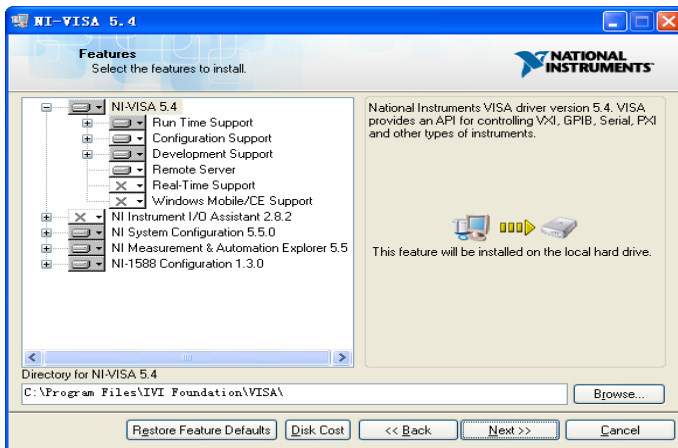 NI-VISA 5.4
Features
Select the features to install.
NATIONAL
INSTRUMENTS
NI-VISA 5.4
Run Time Support
Configuration Support
Development Support
Remote Server
Real-Time Support
Windows Mobile/CE Support
NI Instrument I/O Assistant 2.8.2
NI System Configuration 5.5.0
NI Measurement & Automation Explorer 5.5
NI-1588 Configuration 1.3.0
National Instruments VISA driver version 5.4. VISA
provides an API for controlling VXI, GPIB, Serial, PXI
and other types of instruments.
This feature will be installed on the local hard drive.
Directory for NI-VISA 5.4
C:\Program Files\IVI Foundation\VISA\
Browse...
Restore Feature Defaults
Disk Cost
<< Back
Next >>
Cancel